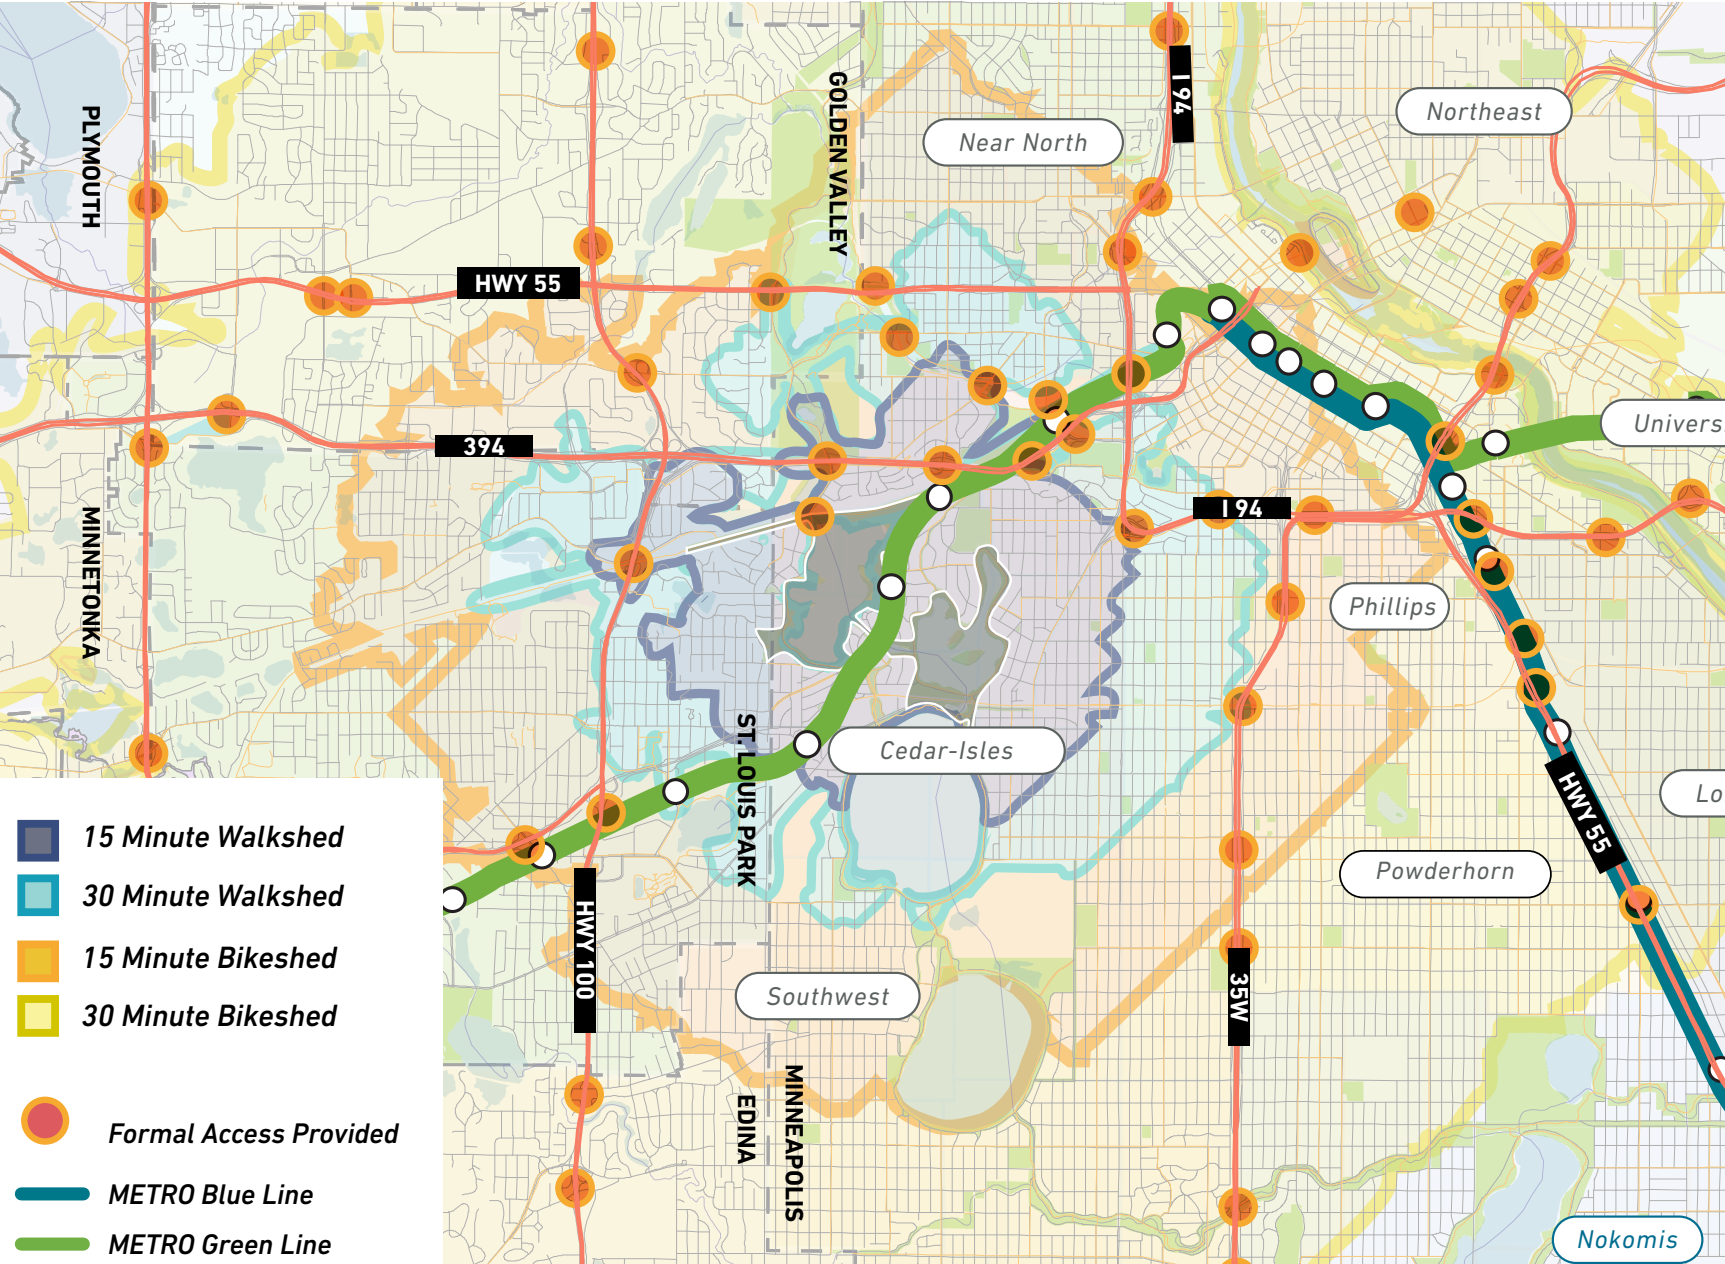 I 94
GOLDEN VALLEY
Northeast
PLYMOUTH
Near North
HWY 55
Univers
394
I 94
MINNETONKA
Phillips
ST. LOUIS PARK
Cedar-Isles
Lo
HWY 55
15 Minute Walkshed
30 Minute Walkshed
Powderhorn
15 Minute Bikeshed
HWY 100
35W
Southwest
30 Minute Bikeshed
EDINA
MINNEAPOLIS
Formal Access Provided
METRO Blue Line
METRO Green Line
Nokomis